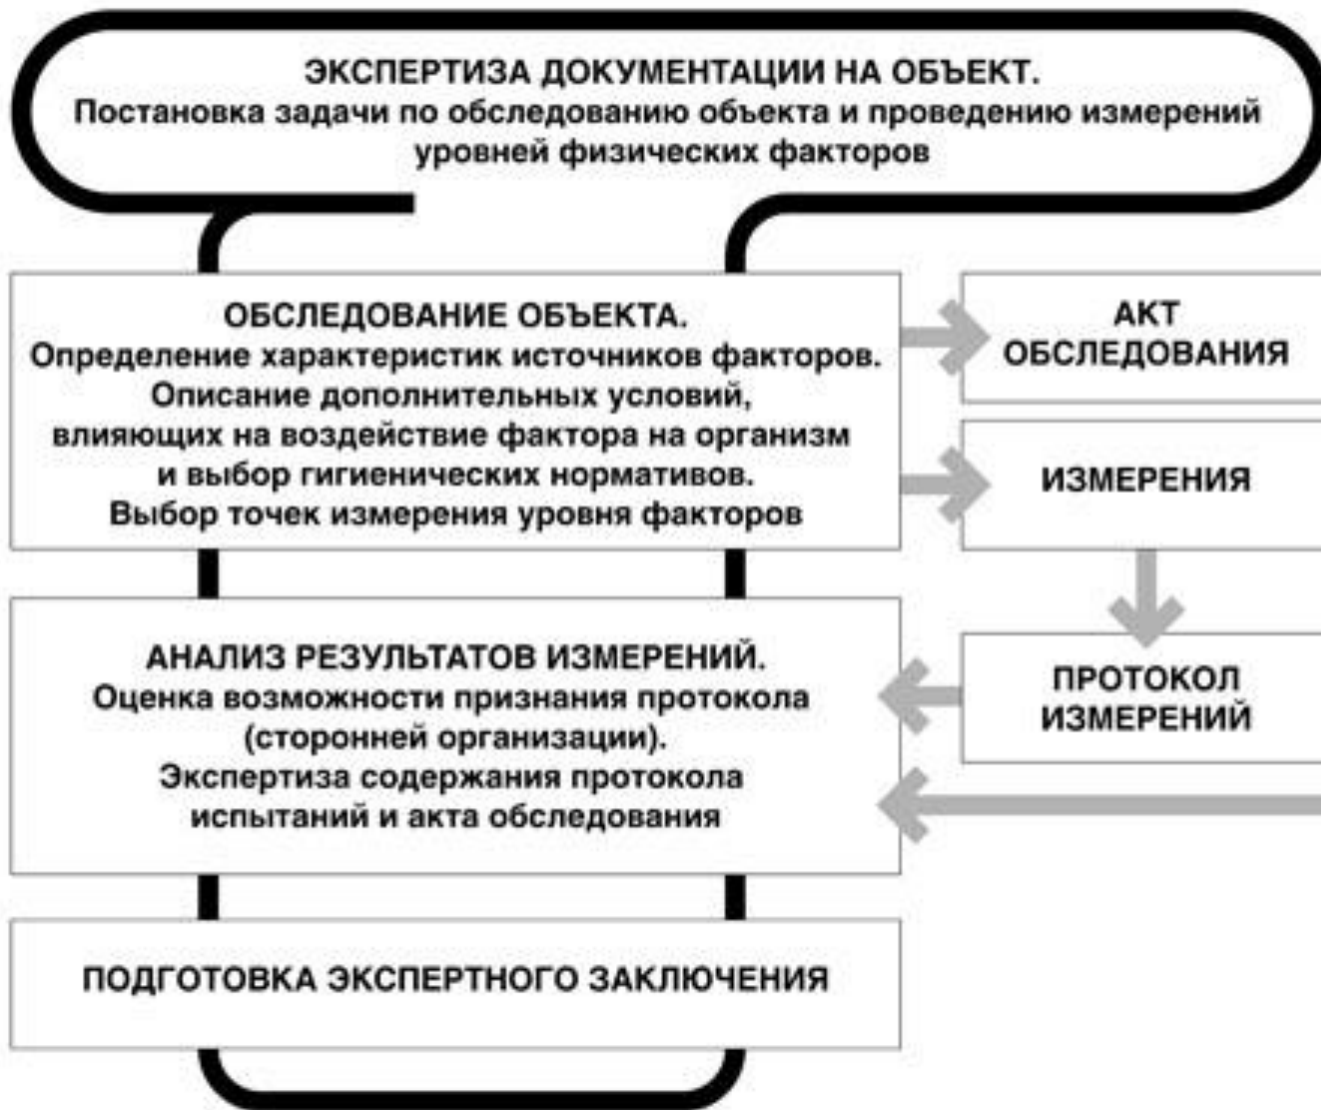 ЭКСПЕРТИЗА ДОКУМЕНТАЦИИ НА ОБЪЕКТ.
Постановка задачи по обследованию объекта и проведению измерений
уровней физических факторов
ОБСЛЕДОВАНИЕ ОБЪЕКТА.
Определение характеристик источников факторов.
Описание дополнительных условий,
влияющих на воздействие фактора на организм
и выбор гигиенических нормативов.
Выбор точек измерения уровня факторов
АКТ
ОБСЛЕДОВАНИЯ
ИЗМЕРЕНИЯ
АНАЛИЗ РЕЗУЛЬТАТОВ ИЗМЕРЕНИЙ.
Оценка возможности признания протокола
(сторонней организации).
Экспертиза содержания протокола
испытаний и акта обследования
ПРОТОКОЛ
ИЗМЕРЕНИЙ
ПОДГОТОВКА ЭКСПЕРТНОГО ЗАКЛЮЧЕНИЯ